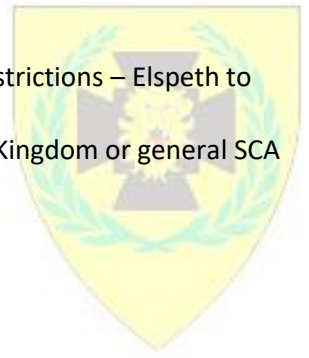 strictions – Elspeth to
Kingdom or general SCA